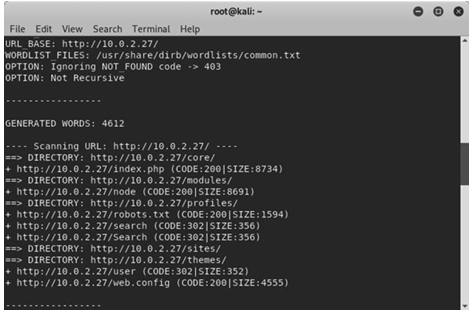 root@kali: ~
File Edit View Search Terminal Help
URL_BASE: http://10.0.2.27/
WORDLIST_FILES: /usr/share/dirb/wordlists/common.txt
OPTION: Ignoring NOT_FOUND code -> 403
OPTION: Not Recursive
-----------------
GENERATED WORDS: 4612
---- Scanning URL: http://10.0.2.27/ ----
==> DIRECTORY: http://10.0.2.27/core/
+ http://10.0.2.27/index.php (CODE:200|SIZE:8734)
==> DIRECTORY: http://10.0.2.27/modules/
+ http://10.0.2.27/node (CODE:200|SIZE:8691)
==> DIRECTORY: http://10.0.2.27/profiles/
+ http://10.0.2.27/robots.txt (CODE:200|SIZE:1594)
+ http://10.0.2.27/search (CODE:302|SIZE:356)
+ http://10.0.2.27/Search (CODE:302|SIZE:356)
==> DIRECTORY: http://10.0.2.27/sites/
==> DIRECTORY: http://10.0.2.27/themes/
+ http://10.0.2.27/user (CODE:302|SIZE:352)
+ http://10.0.2.27/web.config (CODE:200|SIZE:4555)
-----------------